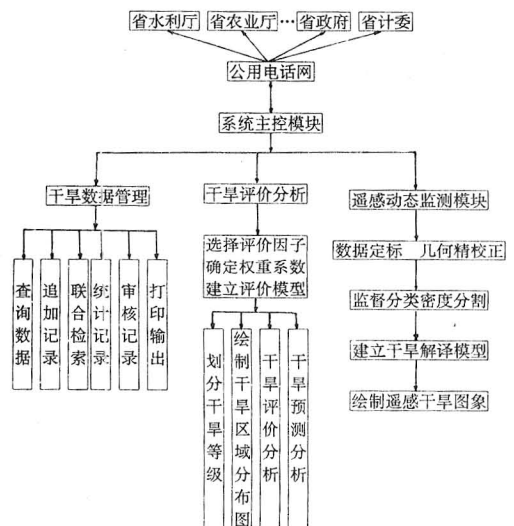 省水利厅 省农业厅…省政府 省计委
公用电话网
系统主控模块
干旱数据管理
干旱评价分析
遥感动态监测模块
选择评价因子
确定权重系数
建立评价模型
数据定标 几何精校正
监督分类密度分割
建立干旱解译模型
绘制遥感干旱图象
查询数据
追加记录
联合检索
统计记录
审核记录
打印输出
划分干旱等级
绘制干旱区域分布图
干旱评价分析
干旱预测分析